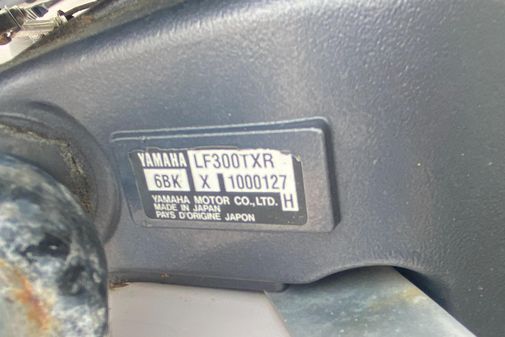 YAMAHA LF300TXR
6BK X 1000127
YAMAHA MOTOR CO.,LTD. H
MADE IN JAPAN
PAYS D'ORIGINE JAPON